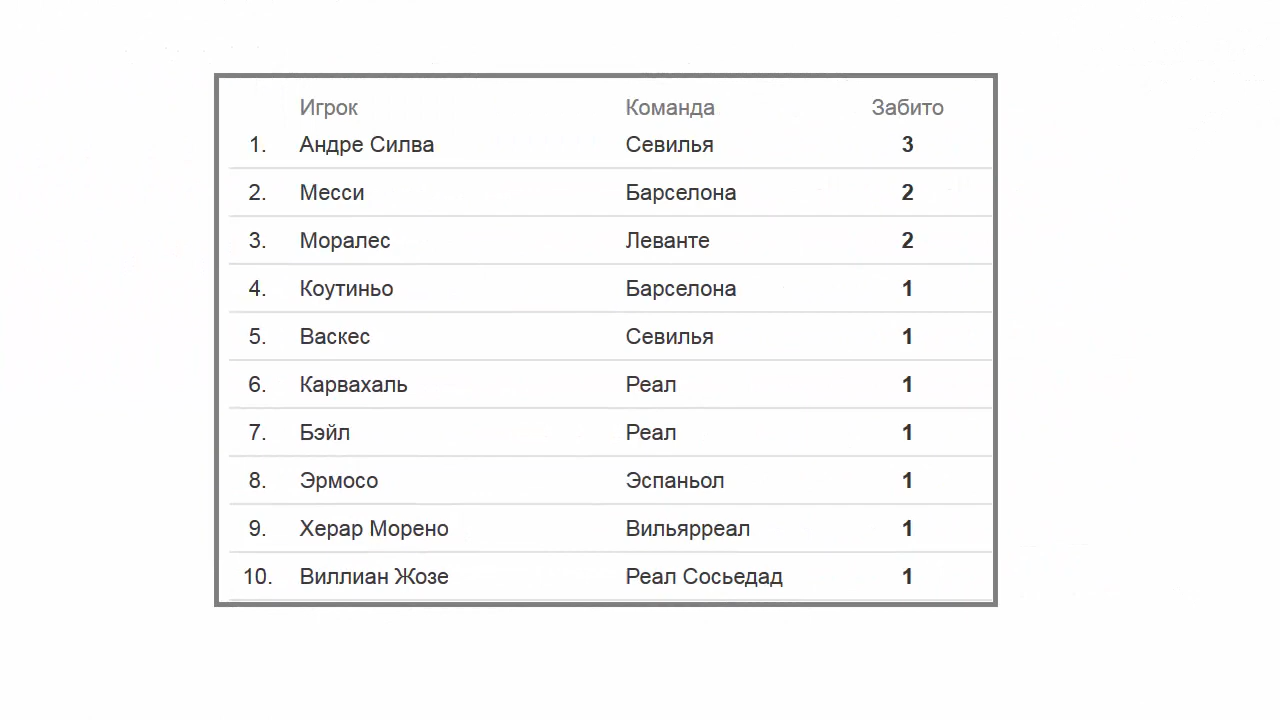 Игрок Команда Забито
1. Андре Силва Севилья 3
2. Месси Барселона 2
3. Моралес Леванте 2
4. Коутиньо Барселона 1
5. Васкес Севилья 1
6. Карвахаль Реал 1
7. Бэйл Реал 1
8. Эрмосо Эспаньол 1
9. Херар Морено Вильярреал 1
10. Виллиан Жозе Реал Сосьедад 1